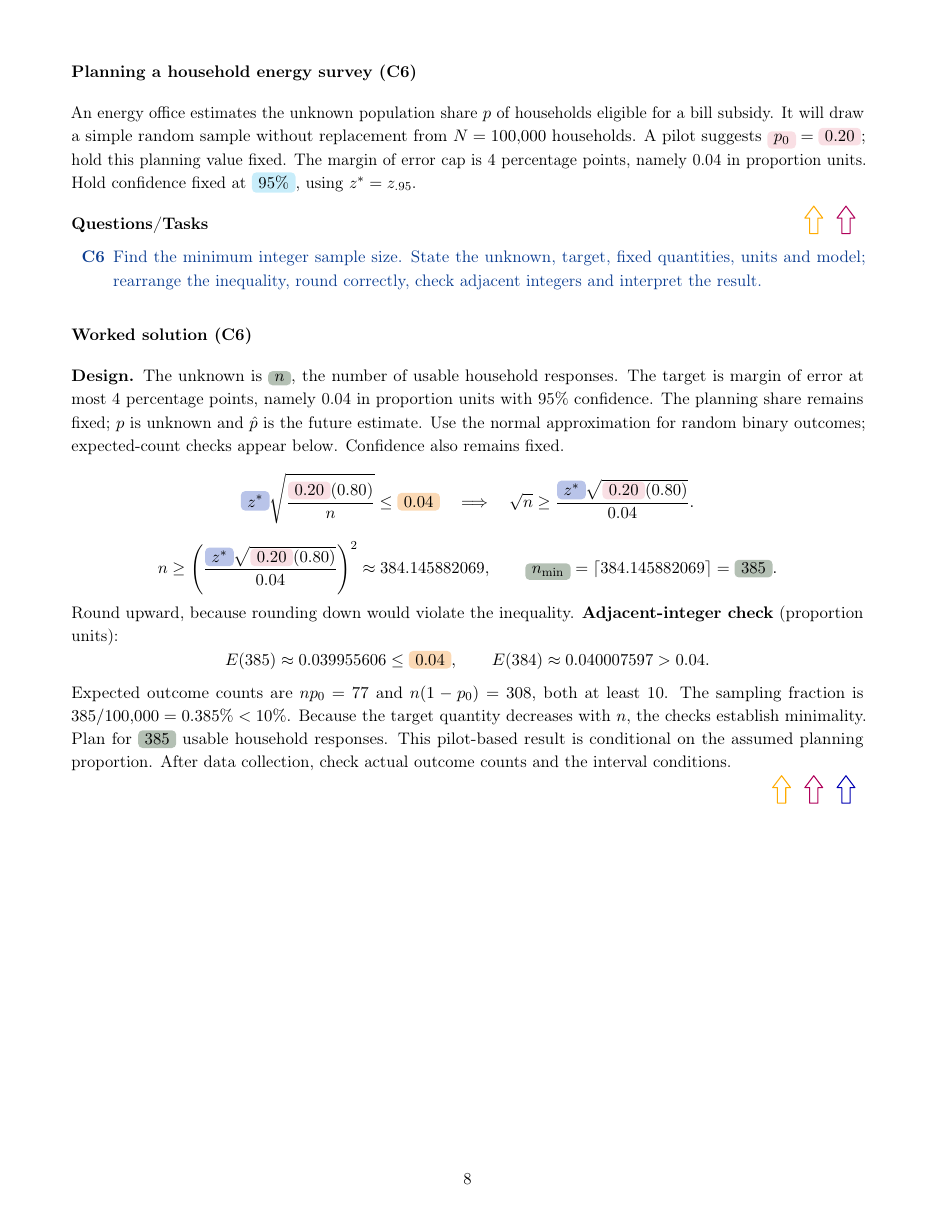 Planning a household energy survey (C6)
An energy office estimates the unknown population share p of households eligible for a bill subsidy. It will draw
a simple random sample without replacement from N = 100,000 households. A pilot suggests p₀ = 0.20 ;
hold this planning value fixed. The margin of error cap is 4 percentage points, namely 0.04 in proportion units.
Hold confidence fixed at 95% , using z* = z.₉₅.
Questions/Tasks
C6 Find the minimum integer sample size. State the unknown, target, fixed quantities, units and model;
rearrange the inequality, round correctly, check adjacent integers and interpret the result.
Worked solution (C6)
Design. The unknown is n , the number of usable household responses. The target is margin of error at
most 4 percentage points, namely 0.04 in proportion units with 95% confidence. The planning share remains
fixed; p is unknown and p̂ is the future estimate. Use the normal approximation for random binary outcomes;
expected-count checks appear below. Confidence also remains fixed.
z* √( 0.20 (0.80) / n ) ≤ 0.04 ⟹ √n ≥ z* √( 0.20 (0.80) ) / 0.04 .
n ≥ ( z* √( 0.20 (0.80) ) / 0.04 )² ≈ 384.145882069, n_min = ⌈384.145882069⌉ = 385 .
Round upward, because rounding down would violate the inequality. Adjacent-integer check (proportion
units):
E(385) ≈ 0.039955606 ≤ 0.04 , E(384) ≈ 0.040007597 > 0.04.
Expected outcome counts are np₀ = 77 and n(1 − p₀) = 308, both at least 10. The sampling fraction is
385/100,000 = 0.385% < 10%. Because the target quantity decreases with n, the checks establish minimality.
Plan for 385 usable household responses. This pilot-based result is conditional on the assumed planning
proportion. After data collection, check actual outcome counts and the interval conditions.
8